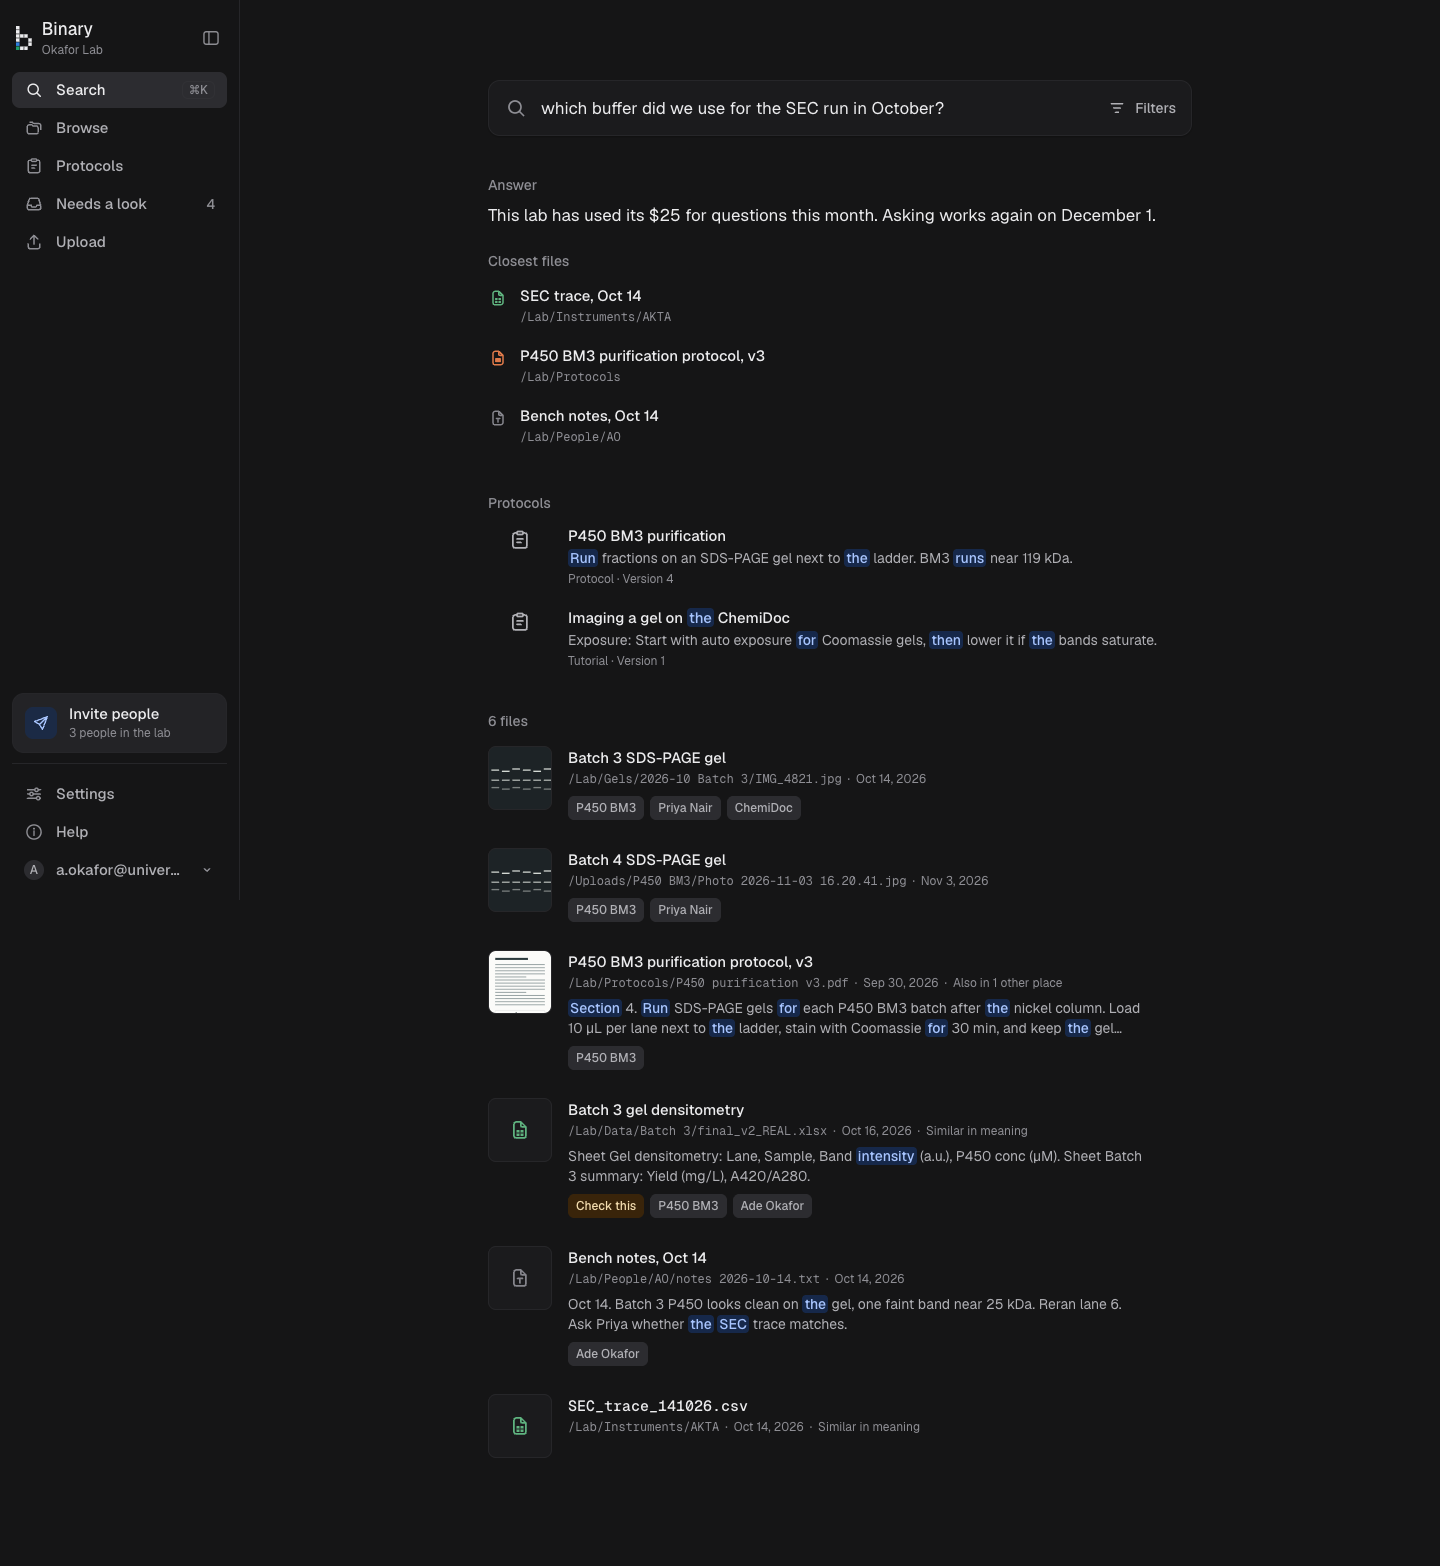 Binary
Okafor Lab
Search ⌘K
Browse
Protocols
Needs a look 4
Upload
Invite people
3 people in the lab
Settings
Help
A a.okafor@univer...
which buffer did we use for the SEC run in October?
Filters
Answer
This lab has used its $25 for questions this month. Asking works again on December 1.
Closest files
SEC trace, Oct 14
/Lab/Instruments/AKTA
P450 BM3 purification protocol, v3
/Lab/Protocols
Bench notes, Oct 14
/Lab/People/AO
Protocols
P450 BM3 purification
Run fractions on an SDS-PAGE gel next to the ladder. BM3 runs near 119 kDa.
Protocol · Version 4
Imaging a gel on the ChemiDoc
Exposure: Start with auto exposure for Coomassie gels, then lower it if the bands saturate.
Tutorial · Version 1
6 files
Batch 3 SDS-PAGE gel
/Lab/Gels/2026-10 Batch 3/IMG_4821.jpg · Oct 14, 2026
P450 BM3 Priya Nair ChemiDoc
Batch 4 SDS-PAGE gel
/Uploads/P450 BM3/Photo 2026-11-03 16.20.41.jpg · Nov 3, 2026
P450 BM3 Priya Nair
P450 BM3 purification protocol, v3
/Lab/Protocols/P450 purification v3.pdf · Sep 30, 2026 · Also in 1 other place
Section 4. Run SDS-PAGE gels for each P450 BM3 batch after the nickel column. Load
10 µL per lane next to the ladder, stain with Coomassie for 30 min, and keep the gel…
P450 BM3
Batch 3 gel densitometry
/Lab/Data/Batch 3/final_v2_REAL.xlsx · Oct 16, 2026 · Similar in meaning
Sheet Gel densitometry: Lane, Sample, Band intensity (a.u.), P450 conc (µM). Sheet Batch
3 summary: Yield (mg/L), A420/A280.
Check this P450 BM3 Ade Okafor
Bench notes, Oct 14
/Lab/People/AO/notes 2026-10-14.txt · Oct 14, 2026
Oct 14. Batch 3 P450 looks clean on the gel, one faint band near 25 kDa. Reran lane 6.
Ask Priya whether the SEC trace matches.
Ade Okafor
SEC_trace_141026.csv
/Lab/Instruments/AKTA · Oct 14, 2026 · Similar in meaning